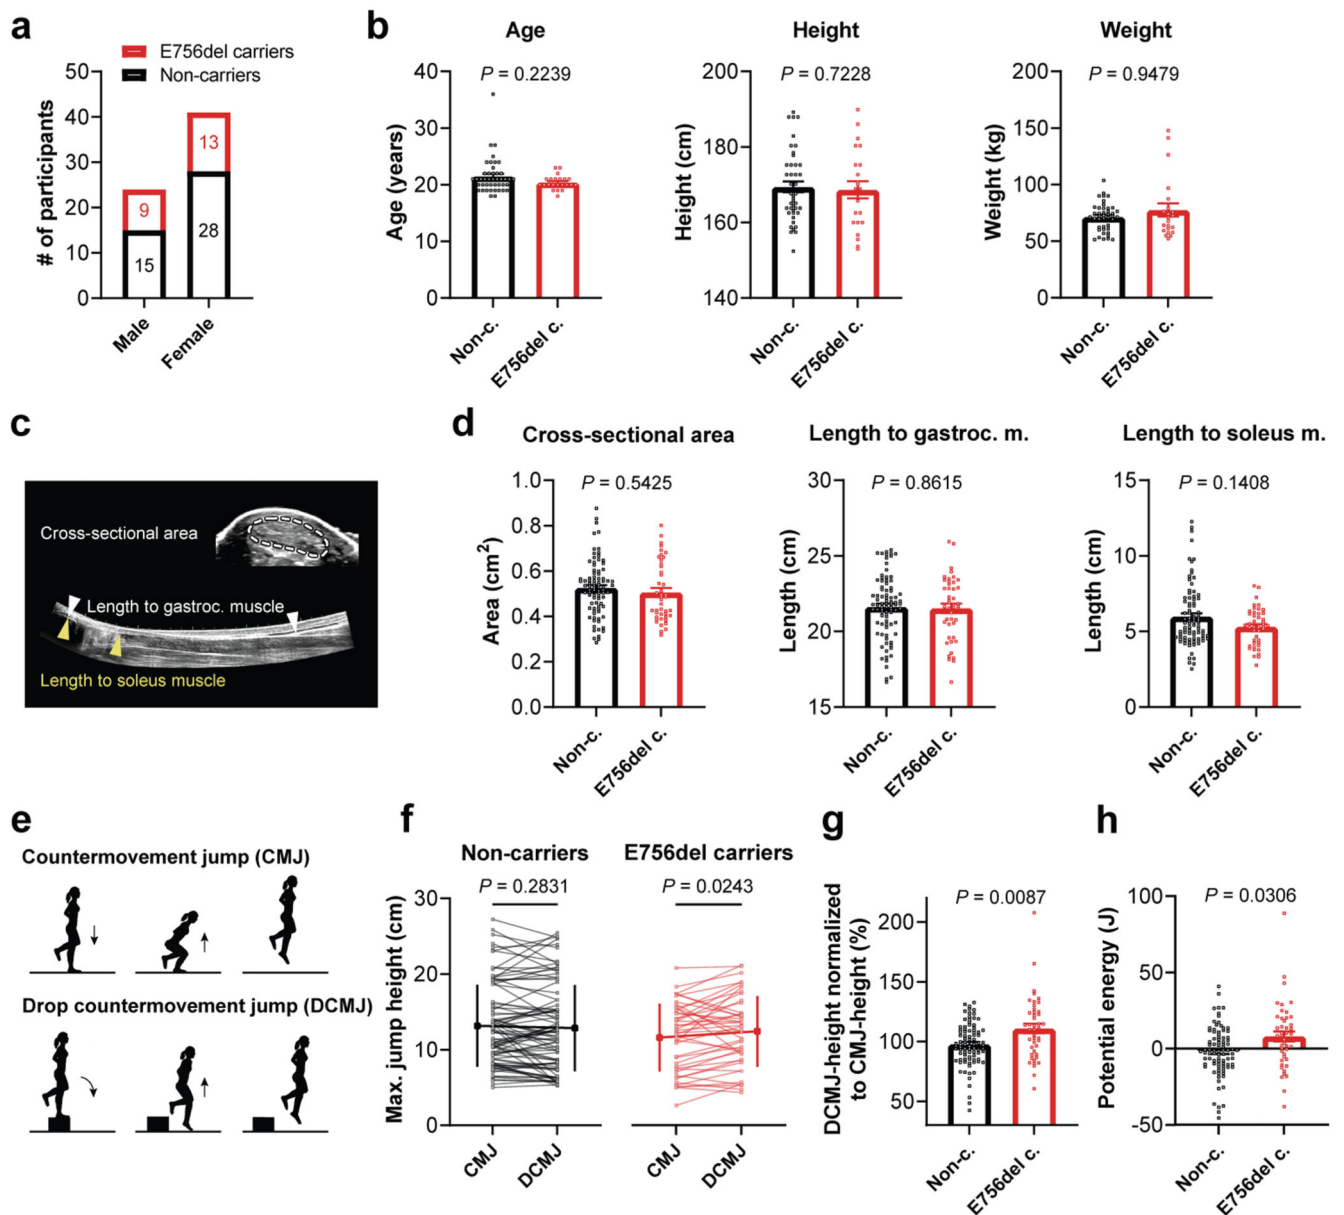 a
E756del carriers
Non-carriers
# of participants
50
40
30
20
10
0
9
15
13
28
Male
Female
b
Age
P = 0.2239
Age (years)
40
30
20
10
0
Non-c.
E756del c.
Height
P = 0.7228
Height (cm)
200
180
160
140
Non-c.
E756del c.
Weight
P = 0.9479
Weight (kg)
200
150
100
50
0
Non-c.
E756del c.
c
Cross-sectional area
Length to gastroc. muscle
Length to soleus muscle
d
Cross-sectional area
P = 0.5425
Area (cm²)
1.0
0.8
0.6
0.4
0.2
0.0
Non-c.
E756del c.
Length to gastroc. m.
P = 0.8615
Length (cm)
30
25
20
15
Non-c.
E756del c.
Length to soleus m.
P = 0.1408
Length (cm)
15
10
5
0
Non-c.
E756del c.
e
Countermovement jump (CMJ)
Drop countermovement jump (DCMJ)
f
Non-carriers
E756del carriers
P = 0.2831
P = 0.0243
Max. jump height (cm)
30
20
10
0
CMJ
DCMJ
CMJ
DCMJ
g
P = 0.0087
DCMJ-height normalized
to CMJ-height (%)
200
150
100
50
Non-c.
E756del c.
h
P = 0.0306
Potential energy (J)
100
50
0
-50
Non-c.
E756del c.